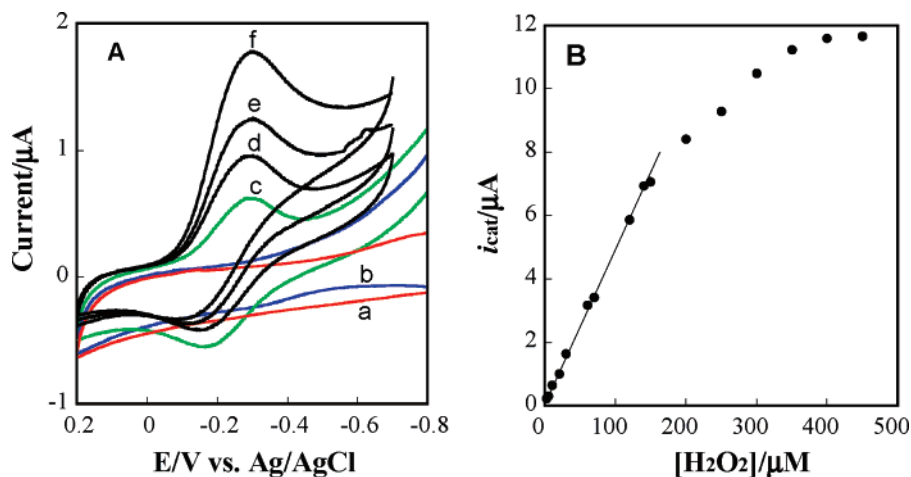 A
Current/μA
2
1
0
-1
0.2 0 -0.2 -0.4 -0.6 -0.8
E/V vs. Ag/AgCl
f
e
d
c
b
a
B
icat/μA
12
10
8
6
4
2
0
0 100 200 300 400 500
[H2O2]/μM